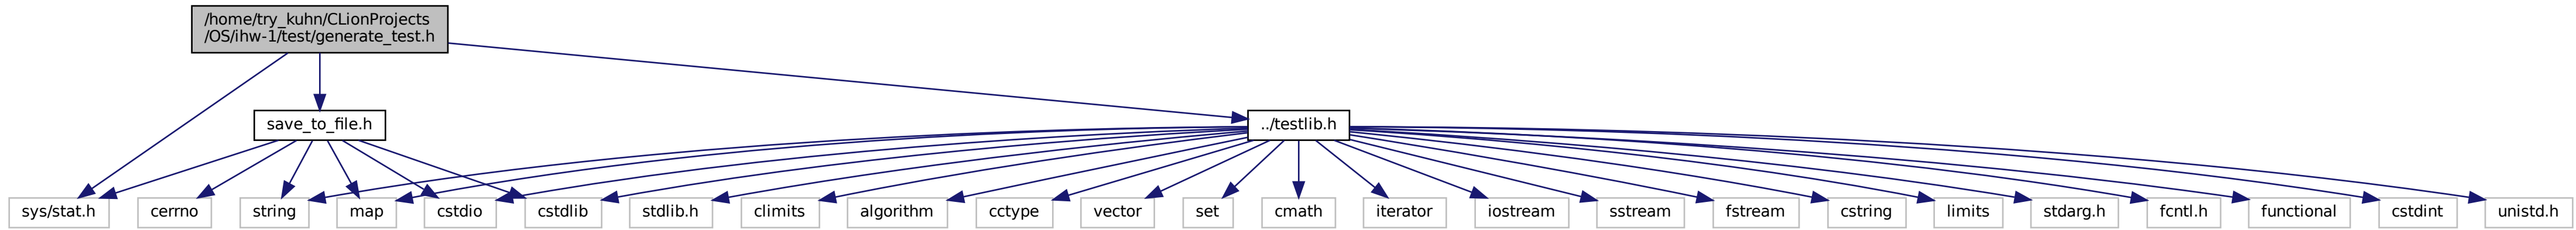 /home/try_kuhn/CLionProjects
/OS/ihw-1/test/generate_test.h
save_to_file.h
../testlib.h
sys/stat.h
cerrno
string
map
cstdio
cstdlib
stdlib.h
climits
algorithm
cctype
vector
set
cmath
iterator
iostream
sstream
fstream
cstring
limits
stdarg.h
fcntl.h
functional
cstdint
unistd.h